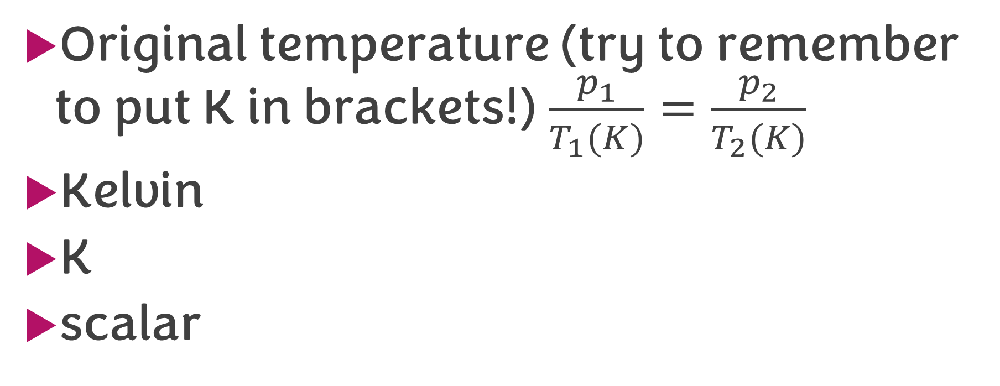 ▶Original temperature (try to remember
to put K in brackets!) p₁/T₁(K) = p₂/T₂(K)
▶Kelvin
▶K
▶scalar